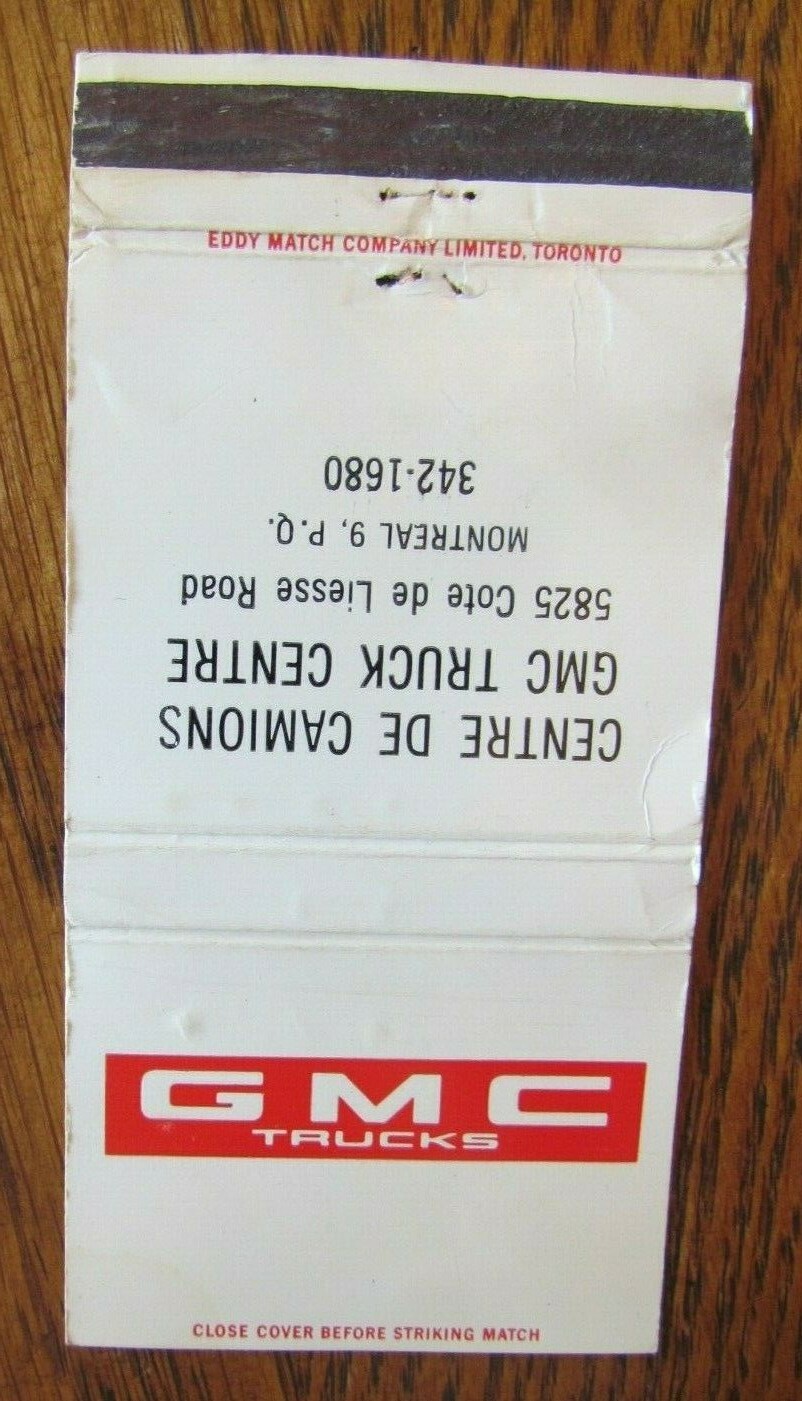 EDDY MATCH COMPANY LIMITED, TORONTO
CENTRE DE CAMIONS
GMC TRUCK CENTRE
5825 Cote de Liesse Road
MONTREAL 9, P.Q.
342-1680
GMC
TRUCKS
CLOSE COVER BEFORE STRIKING MATCH